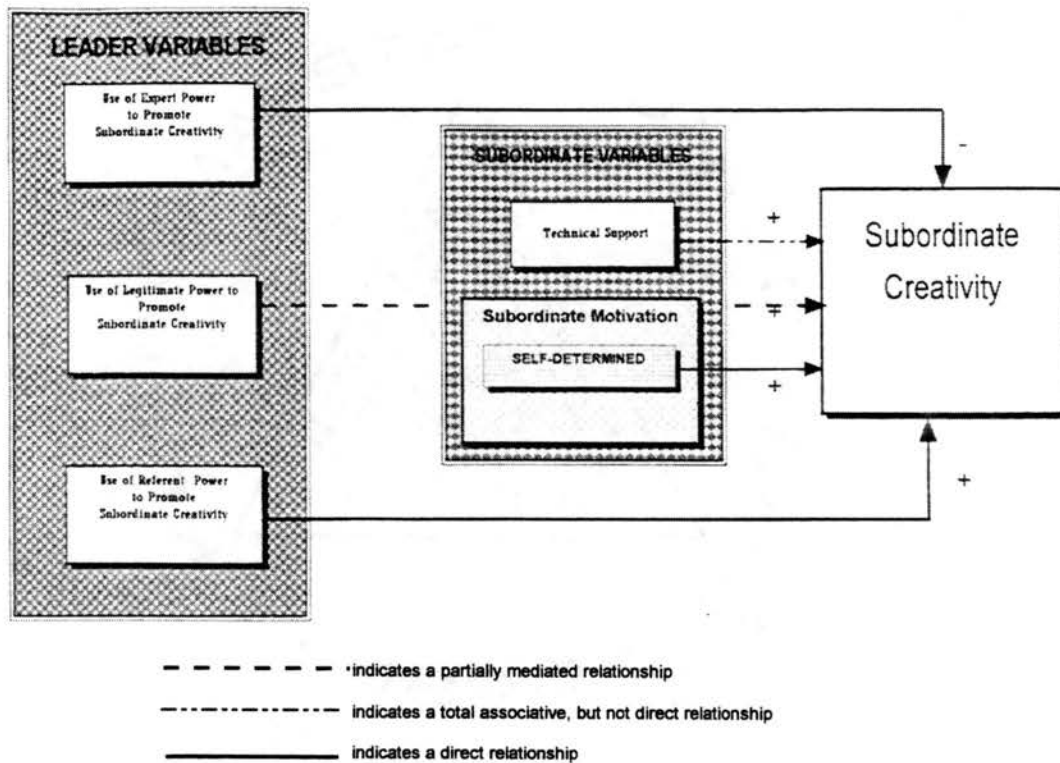 LEADER VARIABLES
Use of Expert Power
to Promote
Subordinate Creativity
-
SUBORDINATE VARIABLES
Technical Support
+
Subordinate
Creativity
Use of Legitimate Power to
Promote
Subordinate Creativity
Subordinate Motivation
SELF-DETERMINED
+
+
Use of Referent Power
to Promote
Subordinate Creativity
+
indicates a partially mediated relationship
indicates a total associative, but not direct relationship
indicates a direct relationship